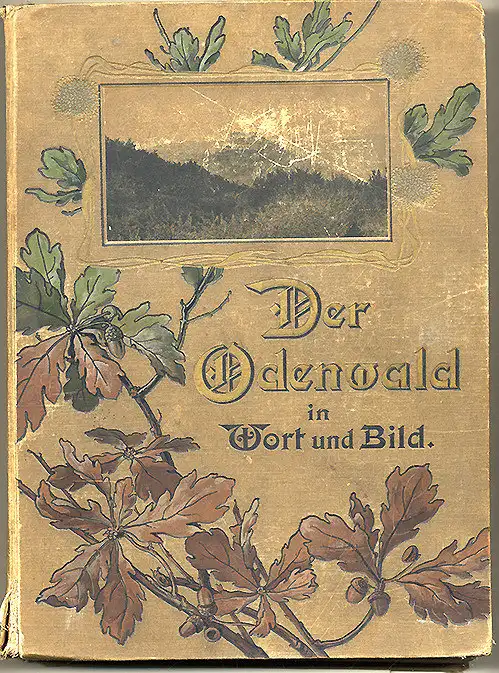 Der
Odenwald
in
Wort und Bild.